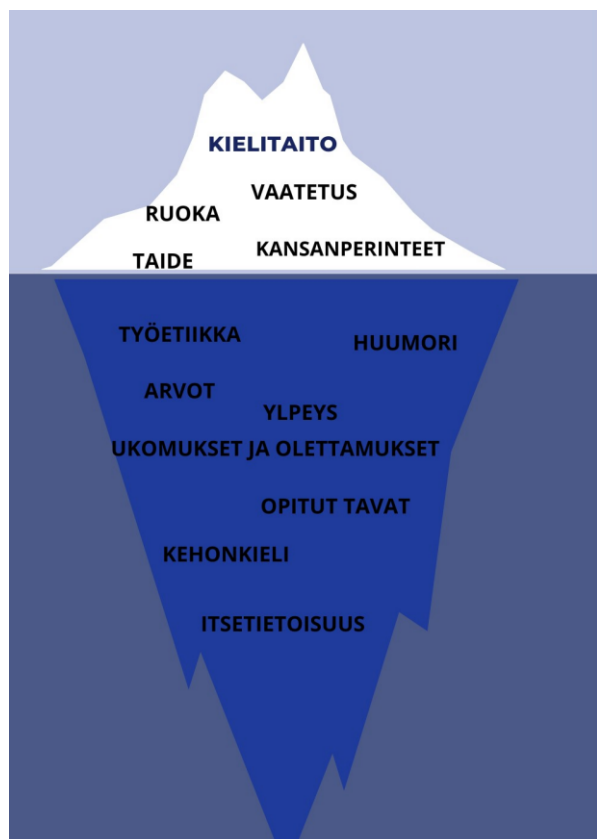 KIELITAITO
VAATETUS
RUOKA
KANSANPERINTEET
TAIDE
TYÖETIIKKA
HUUMORI
ARVOT
YLPEYS
UKOMUKSET JA OLETTAMUKSET
OPITUT TAVAT
KEHONKIELI
ITSETIETOISUUS